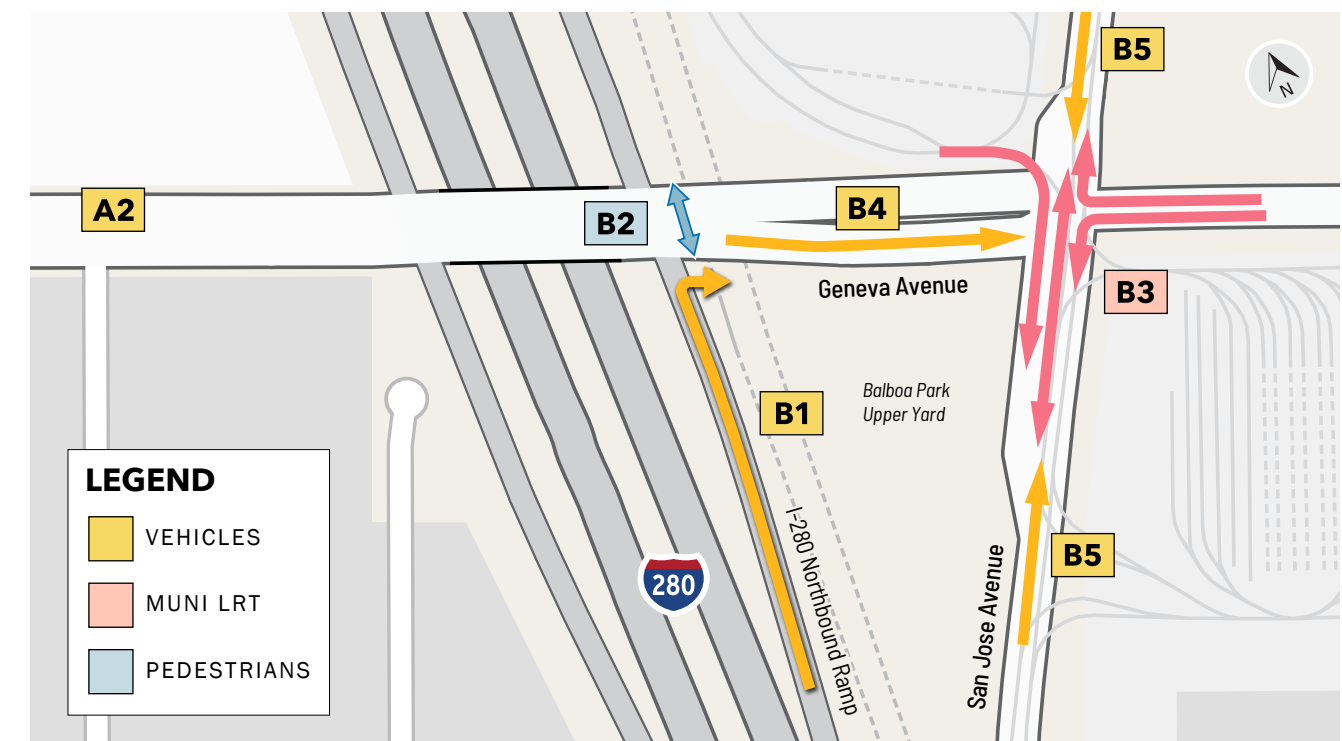 B5
N
A2
B2
B4
Geneva Avenue
B3
Balboa Park
Upper Yard
B1
LEGEND
VEHICLES
MUNI LRT
PEDESTRIANS
280
I-280 Northbound Ramp
San Jose Avenue
B5